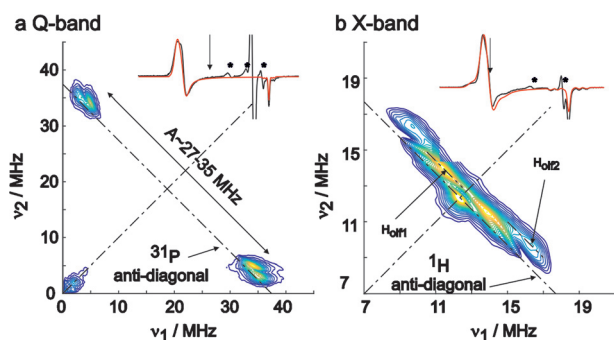 a Q-band
b X-band
50
40
30
20
10
0
ν2 / MHz
A~27-35 MHz
31P
anti-diagonal
0
10
20
30
40
ν1 / MHz
19
15
11
7
ν2 / MHz
Holf1
Holf2
1H
anti-diagonal
7
11
15
19
ν1 / MHz